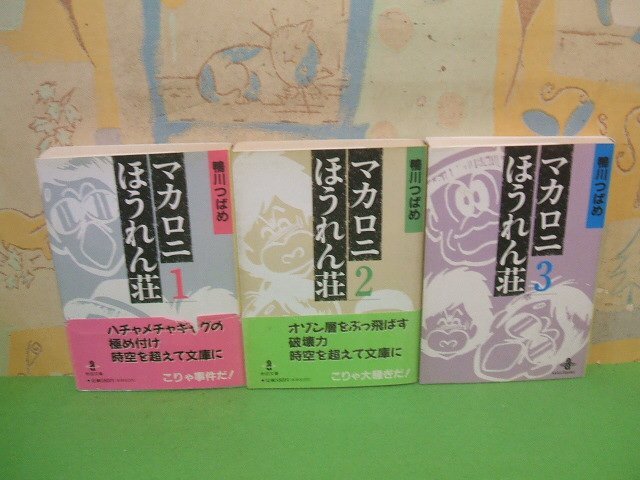 鴨川つばめ
マカロニ
ほうれん荘
1
ハチャメチャギャグの
極め付け
時空を超えて文庫に
こりゃ事件だ!
鴨川つばめ
マカロニ
ほうれん荘
2
オゾン層をぶっ飛ばす
破壊力
時空を超えて文庫に
こりゃ大騒ぎだ!
鴨川つばめ
マカロニ
ほうれん荘
3